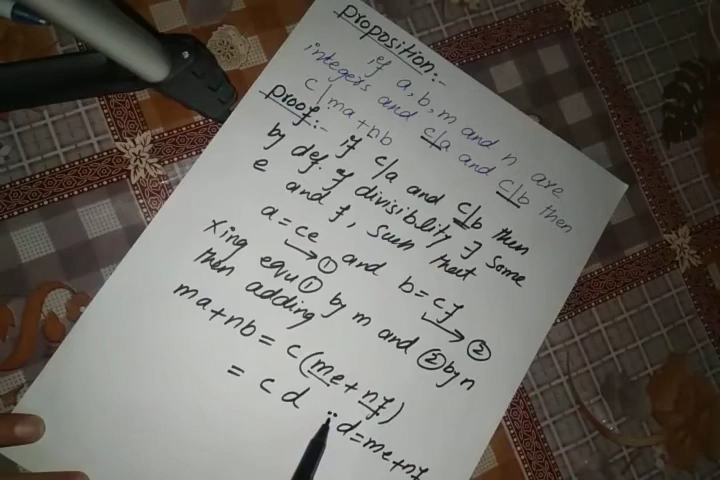 proposition:-
if a, b, m and n are
integers and c/a and c|b then
c | ma+nb
proof:- if c/a and c|b then
by def. of divisiblity ∃ some
e and f, such that
a = ce and b = cf
→① →②
Xing equ① by m and ② by n
then adding
ma+nb = c(me+nf)
= cd ∵ d=me+nf